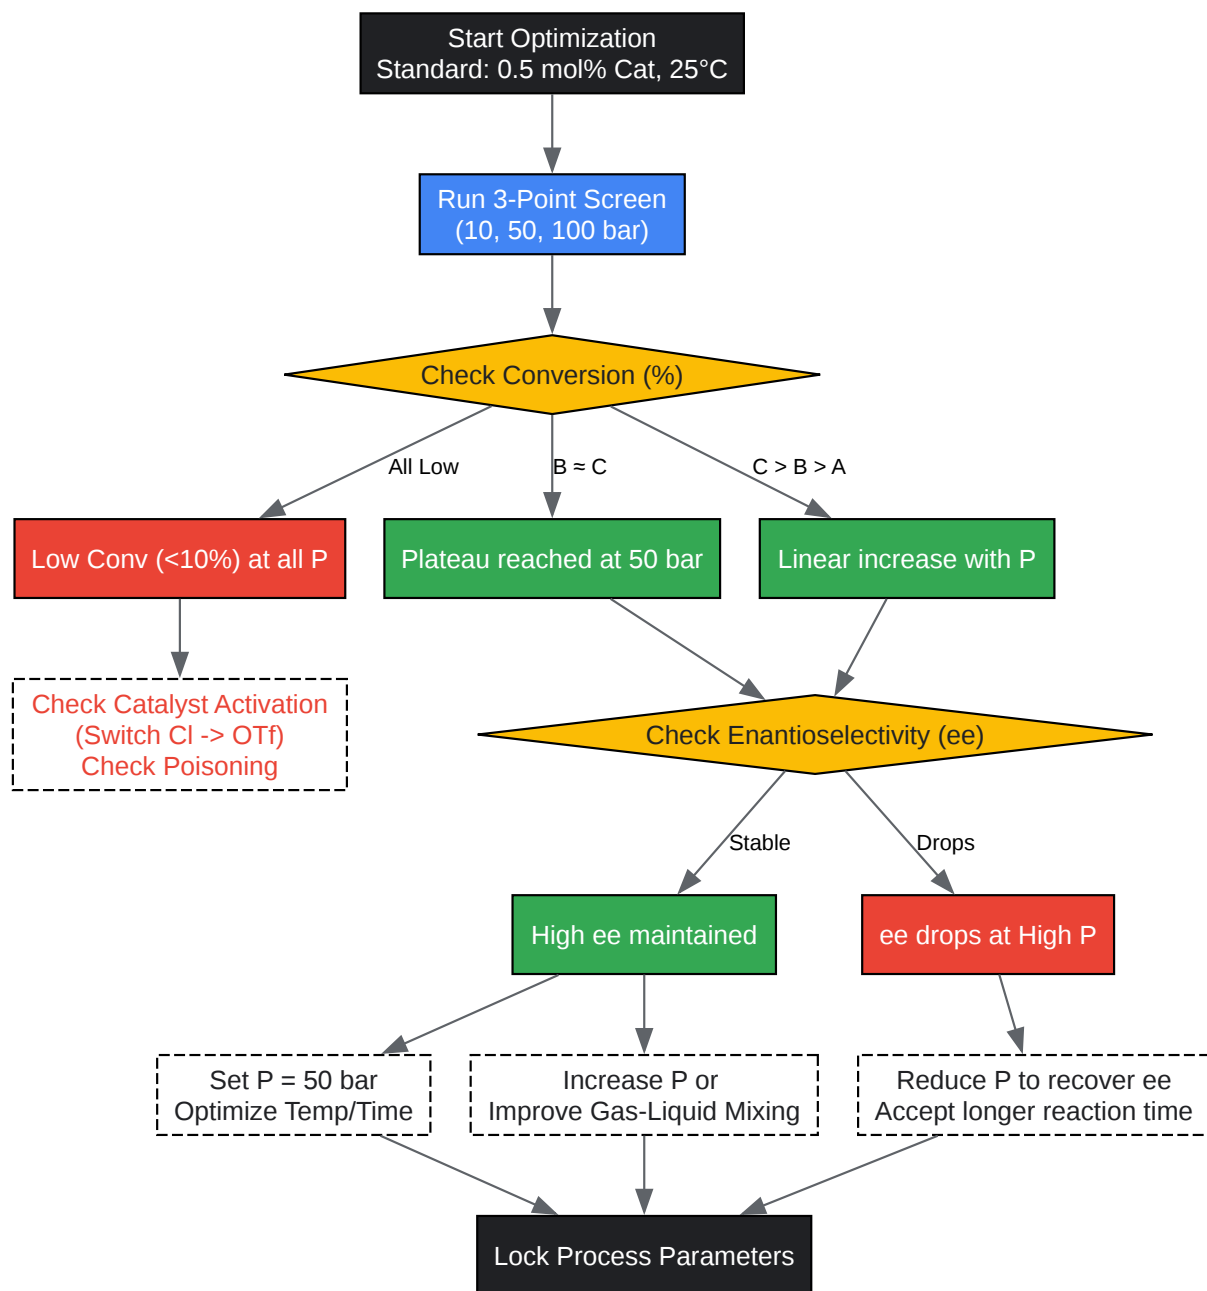 Start Optimization
Standard: 0.5 mol% Cat, 25°C
Run 3-Point Screen
(10, 50, 100 bar)
Check Conversion (%)
All Low
B ≈ C
C > B > A
Low Conv (<10%) at all P
Plateau reached at 50 bar
Linear increase with P
Check Catalyst Activation
(Switch Cl -> OTf)
Check Poisoning
Check Enantioselectivity (ee)
Stable
Drops
High ee maintained
ee drops at High P
Set P = 50 bar
Optimize Temp/Time
Increase P or
Improve Gas-Liquid Mixing
Reduce P to recover ee
Accept longer reaction time
Lock Process Parameters